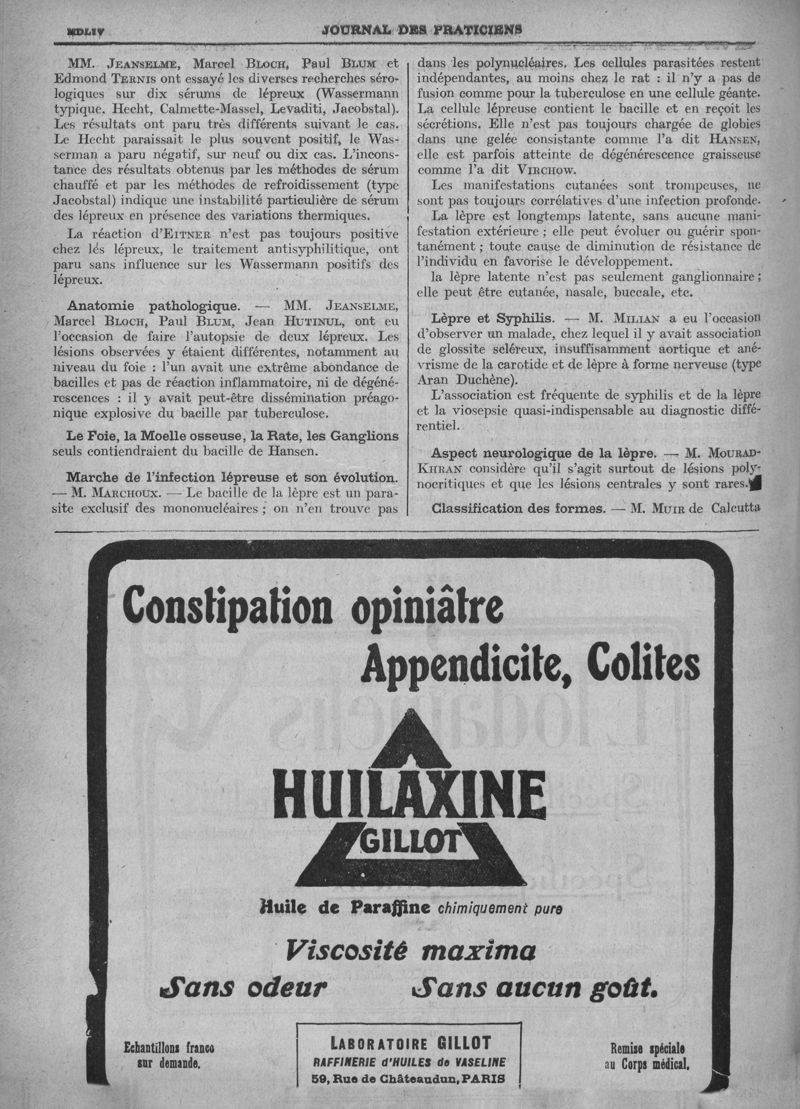 MDLIV
JOURNAL DES PRATICIENS
MM. JEANSELME, Marcel BLOCH, Paul BLUM et
Edmond TERNIS ont essayé les diverses recherches séro-
logiques sur dix sérums de lépreux (Wassermann
typique. Hecht, Calmette-Massel, Levaditi, Jacobstal).
Les résultats ont paru très différents suivant le cas.
Le Hecht paraissait le plus souvent positif, le Was-
serman a paru négatif, sur neuf ou dix cas. L'incons-
tance des résultats obtenus par les méthodes de sérum
chauffé et par les méthodes de refroidissement (type
Jacobstal) indique une instabilité particulière de sérum
des lépreux en présence des variations thermiques.
La réaction d'EITNER n'est pas toujours positive
chez lés lépreux, le traitement antisyphilitique, ont
paru sans influence sur les Wassermann positifs des
lépreux.
Anatomie pathologique. — MM. JEANSELME,
Marcel BLOCH, Paul BLUM, Jean HUTINUL, ont eu
l'occasion de faire l'autopsie de deux lépreux. Les
lésions observées y étaient différentes, notamment au
niveau du foie : l'un avait une extrême abondance de
bacilles et pas de réaction inflammatoire, ni de dégéné-
rescences : il y avait peut-être dissémination préago-
nique explosive du bacille par tuberculose.
Le Foie, la Moelle osseuse, la Rate, les Ganglions
seuls contiendraient du bacille de Hansen.
Marche de l'infection lépreuse et son évolution.
— M. MARCHOUX. — Le bacille de la lèpre est un para-
site exclusif des mononucléaires ; on n'en trouve pas
dans les polynucléaires. Les cellules parasitées restent
indépendantes, au moins chez le rat : il n'y a pas de
fusion comme pour la tuberculose en une cellule géante.
La cellule lépreuse contient le bacille et en reçoit les
sécrétions. Elle n'est pas toujours chargée de globies
dans une gelée consistante comme l'a dit HANSEN,
elle est parfois atteinte de dégénérescence graisseuse
comme l'a dit VIRCHOW.
Les manifestations cutanées sont trompeuses, ne
sont pas toujours corrélatives d'une infection profonde.
La lèpre est longtemps latente, sans aucune mani-
festation extérieure ; elle peut évoluer ou guérir spon-
tanément ; toute cause de diminution de résistance de
l'individu en favorise le développement.
la lèpre latente n'est pas seulement ganglionnaire ;
elle peut être cutanée, nasale, buccale, etc.
Lèpre et Syphilis. — M. MILIAN a eu l'occasion
d'observer un malade, chez lequel il y avait association
de glossite seléreux, insuffisamment aortique et ané-
vrisme de la carotide et de lèpre à forme nerveuse (type
Aran Duchène).
L'association est fréquente de syphilis et de la lèpre
et la viosepsie quasi-indispensable au diagnostic diffé-
rentiel.
Aspect neurologique de la lèpre. — M. MOURAD-
KHRAN considère qu'il s'agit surtout de lésions poly-
nocritiques et que les lésions centrales y sont rares.
Classification des formes. — M. MUIR de Calcutta
Constipation opiniâtre
Appendicite, Colites
HUILAXINE
GILLOT
Huile de Paraffine chimiquement pure
Viscosité maxima
Sans odeur Sans aucun goût.
Echantillons franco
sur demande.
LABORATOIRE GILLOT
RAFFINERIE d'HUILES de VASELINE
59, Rue de Châteaudun, PARIS
Remise spéciale
au Corps médical.